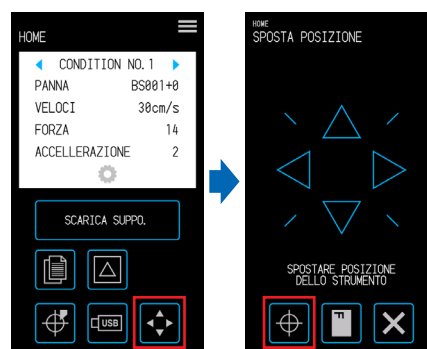 HOME
CONDITION NO.1
PANNA BS001+0
VELOCI 30cm/s
FORZA 14
ACCELLERAZIONE 2
SCARICA SUPPO.
USB
HOME
SPOSTA POSIZIONE
SPOSTARE POSIZIONE
DELLO STRUMENTO